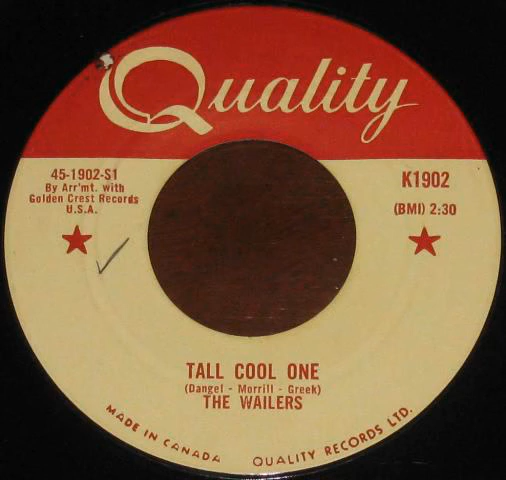 Quality
45-1902-S1
By Arr'mt. with
Golden Crest Records
U.S.A.
K1902
(BMI) 2:30
TALL COOL ONE
(Dangel - Morrill - Greek)
THE WAILERS
MADE IN CANADA QUALITY RECORDS LTD.